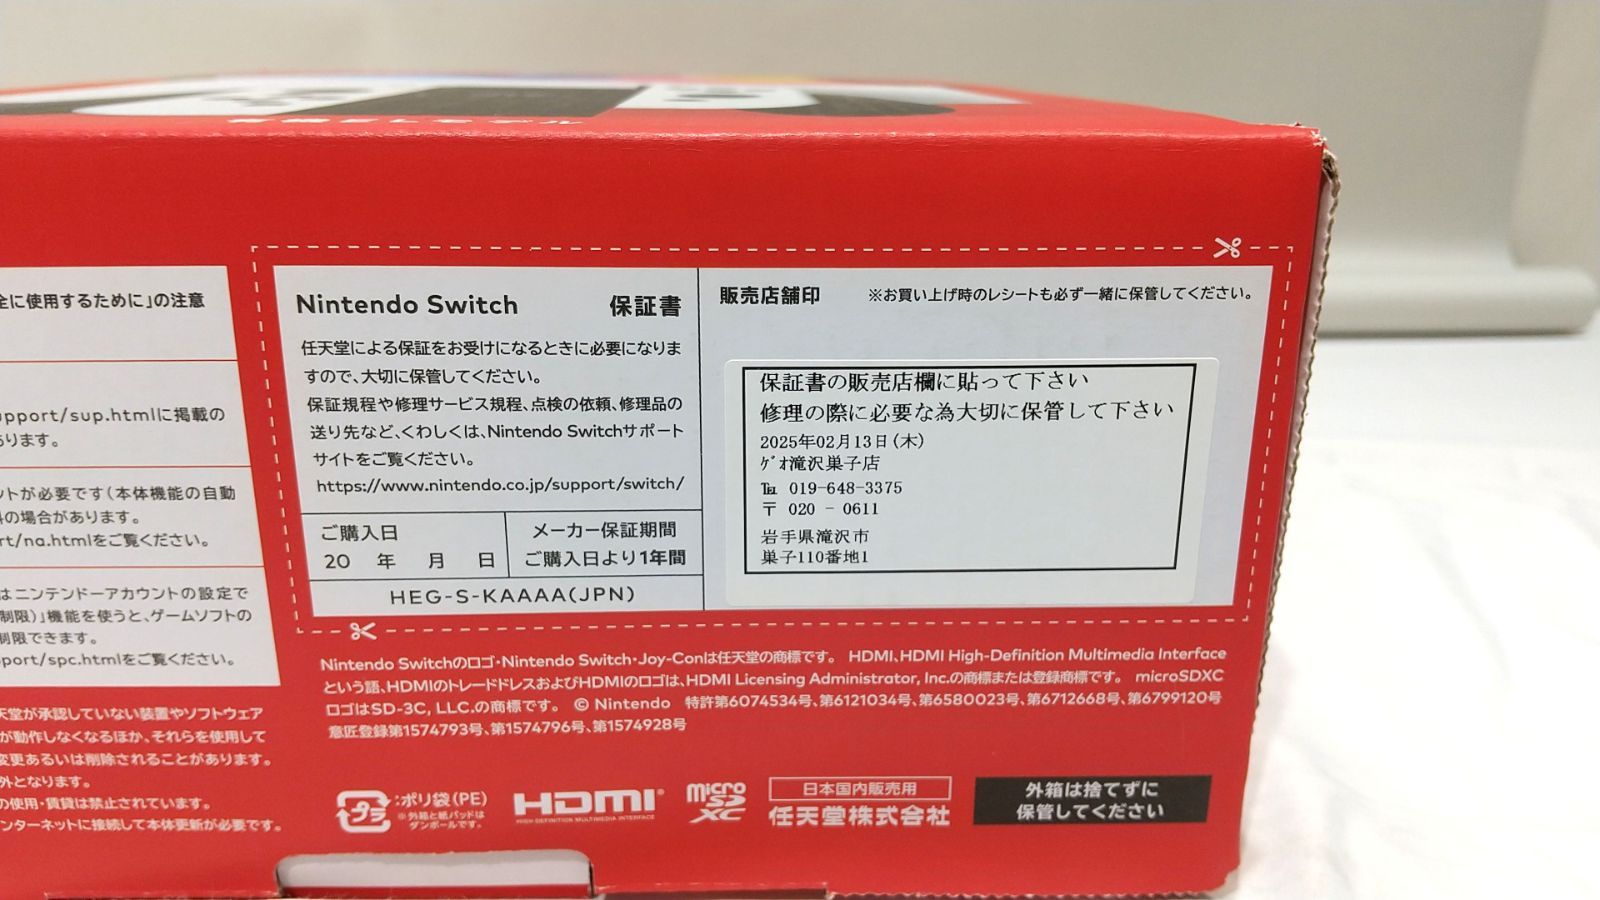 全に使用するために」の注意
upport/sup.htmlに掲載の
ります。
ントが必要です(本体機能の自動
の場合があります。
rt/na.htmlをご覧ください。
はニンテンドーアカウントの設定で
制限)」機能を使うと、ゲームソフトの
制限できます。
port/spc.htmlをご覧ください。
天堂が承認していない装置やソフトウェア
が動作しなくなるほか、それらを使用して
変更あるいは削除されることがあります。
外となります。
の使用・賃貸は禁止されています。
ンターネットに接続して本体更新が必要です。
Nintendo Switch 保証書
任天堂による保証をお受けになるときに必要になりま
すので、大切に保管してください。
保証規程や修理サービス規程、点検の依頼、修理品の
送り先など、くわしくは、Nintendo Switchサポート
サイトをご覧ください。
https://www.nintendo.co.jp/support/switch/
ご購入日
20 年 月 日
メーカー保証期間
ご購入日より1年間
HEG-S-KAAAA(JPN)
販売店舗印 ※お買い上げ時のレシートも必ず一緒に保管してください。
保証書の販売店欄に貼って下さい
修理の際に必要な為大切に保管して下さい
2025年02月13日(木)
ゲオ滝沢巣子店
℡ 019-648-3375
〒 020 - 0611
岩手県滝沢市
巣子110番地1
Nintendo Switchのロゴ・Nintendo Switch・Joy-Conは任天堂の商標です。 HDMI、HDMI High-Definition Multimedia Interface
という語、HDMIのトレードドレスおよびHDMIのロゴは、HDMI Licensing Administrator, Inc.の商標または登録商標です。 microSDXC
ロゴはSD-3C, LLC.の商標です。 © Nintendo 特許第6074534号、第6121034号、第6580023号、第6712668号、第6799120号
意匠登録第1574793号、第1574796号、第1574928号
プラ :ポリ袋(PE)
※外箱と紙パッドは
ダンボールです。
HDMI
HIGH-DEFINITION MULTIMEDIA INTERFACE
micro SD XC
日本国内販売用
任天堂株式会社
外箱は捨てずに
保管してください